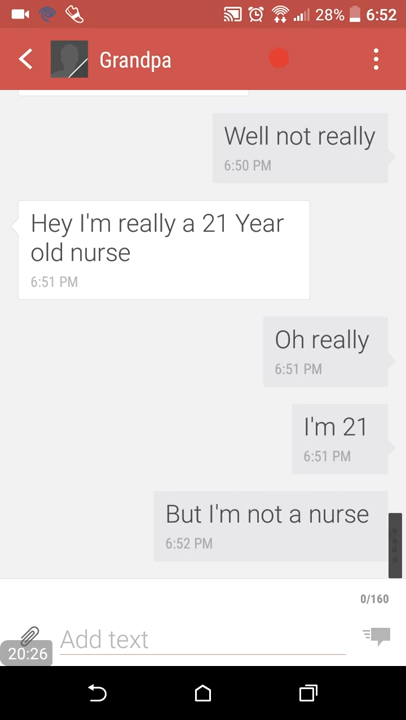 28% 6:52
Grandpa
Well not really
6:50 PM
Hey I'm really a 21 Year
old nurse
6:51 PM
Oh really
6:51 PM
I'm 21
6:51 PM
But I'm not a nurse
6:52 PM
0/160
Add text
20:26